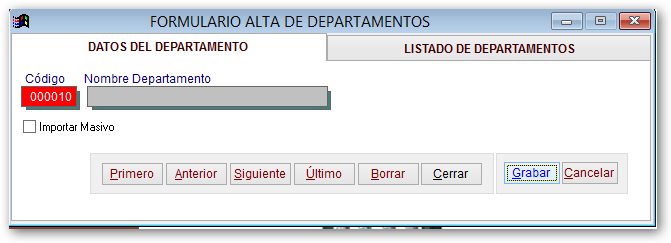 FORMULARIO ALTA DE DEPARTAMENTOS
DATOS DEL DEPARTAMENTO LISTADO DE DEPARTAMENTOS
Código Nombre Departamento
000010
Importar Masivo
Primero Anterior Siguiente Último Borrar Cerrar Grabar Cancelar